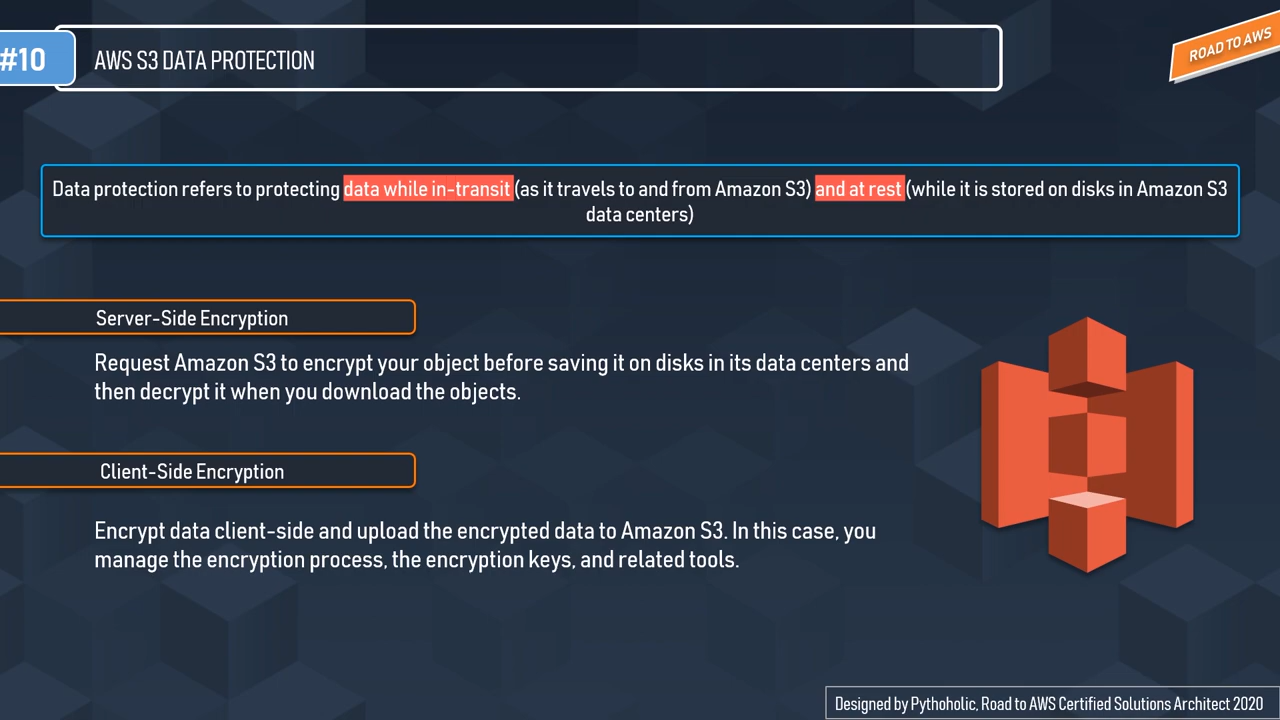 #10
AWS S3 DATA PROTECTION
ROAD TO AWS
Data protection refers to protecting data while in-transit (as it travels to and from Amazon S3) and at rest (while it is stored on disks in Amazon S3
data centers)
Server-Side Encryption
Request Amazon S3 to encrypt your object before saving it on disks in its data centers and
then decrypt it when you download the objects.
Client-Side Encryption
Encrypt data client-side and upload the encrypted data to Amazon S3. In this case, you
manage the encryption process, the encryption keys, and related tools.
Designed by Pythoholic, Road to AWS Certified Solutions Architect 2020